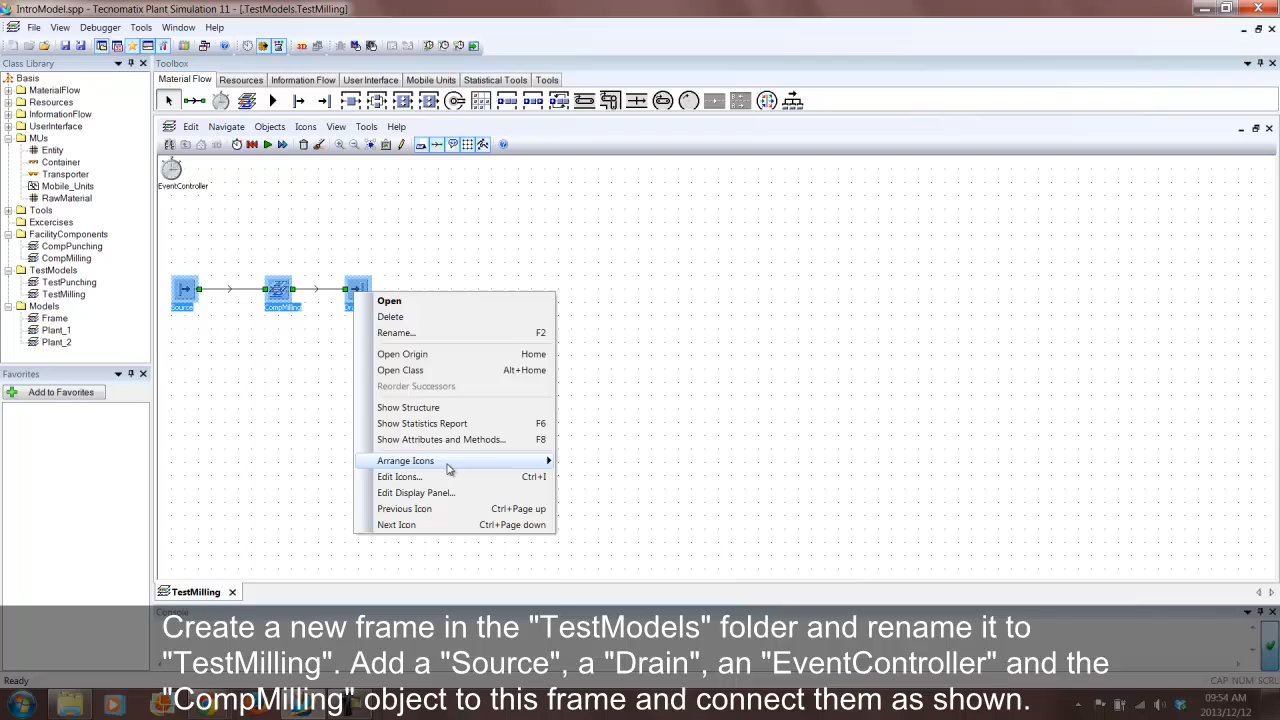 IntroModel.spp - Tecnomatix Plant Simulation 11 - [.TestModels.TestMilling]
File View Debugger Tools Window Help
Class Library
Toolbox
Basis
MaterialFlow
Resources
InformationFlow
UserInterface
MUs
Entity
Container
Transporter
Mobile_Units
RawMaterial
Tools
Excercises
FacilityComponents
CompPunching
CompMilling
TestModels
TestPunching
TestMilling
Models
Frame
Plant_1
Plant_2
Favorites
Add to Favorites
Material Flow Resources Information Flow User Interface Mobile Units Statistical Tools Tools
3D
Edit Navigate Objects Icons View Tools Help
EventController
Source CompMilling
Open
Delete
Rename... F2
Open Origin Home
Open Class Alt+Home
Reorder Successors
Show Structure
Show Statistics Report F6
Show Attributes and Methods... F8
Arrange Icons
Edit Icons... Ctrl+I
Edit Display Panel...
Previous Icon Ctrl+Page up
Next Icon Ctrl+Page down
TestMilling
Console
Create a new frame in the "TestModels" folder and rename it to
"TestMilling". Add a "Source", a "Drain", an "EventController" and the
"CompMilling" object to this frame and connect them as shown.
Ready
CAP NUM SCRL
09:54 AM
2013/12/12